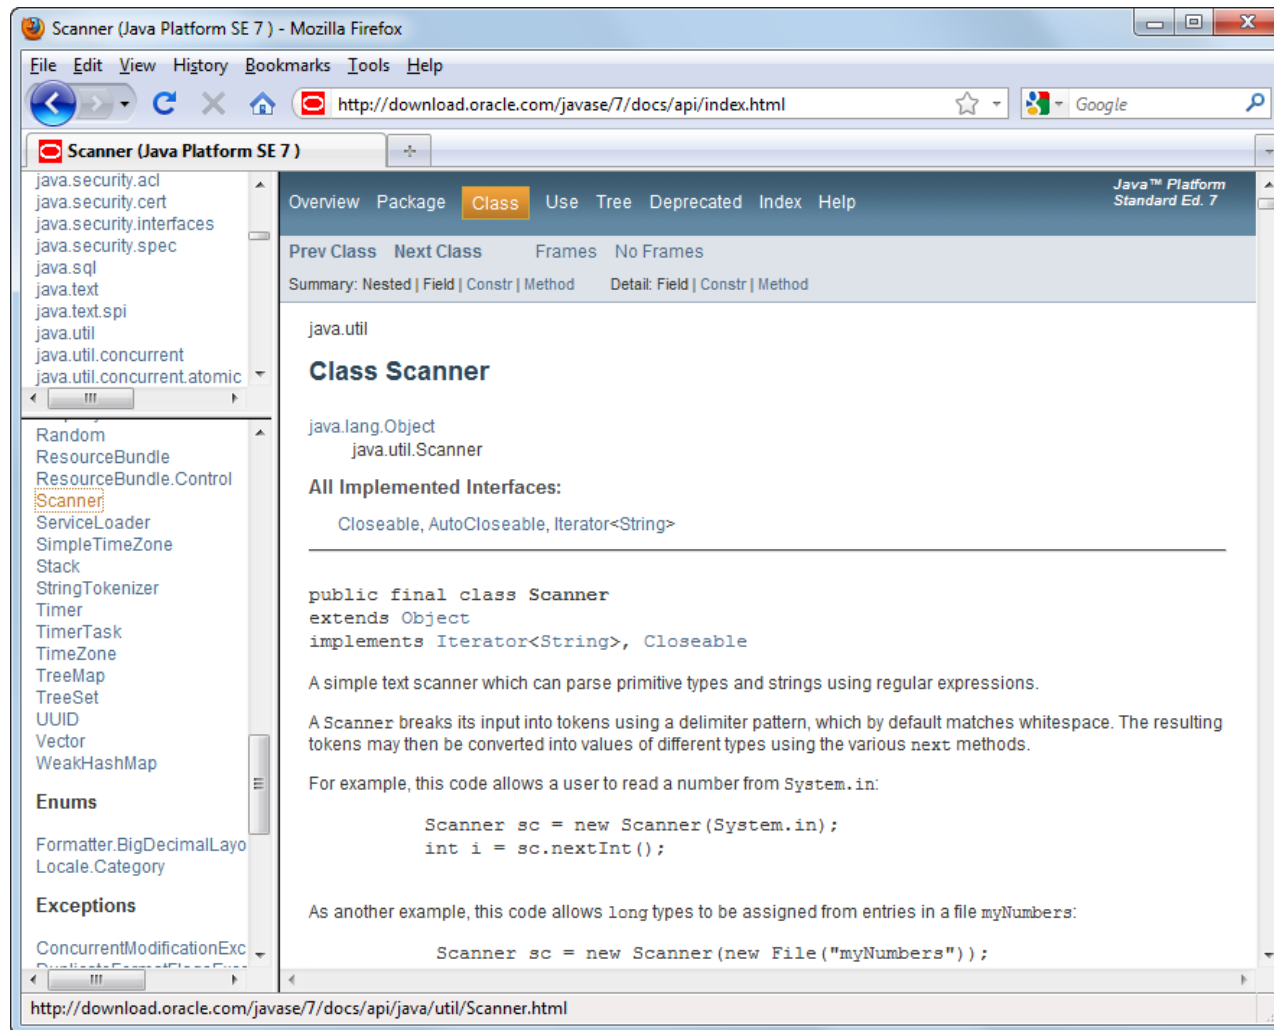 Scanner (Java Platform SE 7 ) - Mozilla Firefox
File Edit View History Bookmarks Tools Help
http://download.oracle.com/javase/7/docs/api/index.html
Google
Scanner (Java Platform SE 7 )
java.security.acl
java.security.cert
java.security.interfaces
java.security.spec
java.sql
java.text
java.text.spi
java.util
java.util.concurrent
java.util.concurrent.atomic
Random
ResourceBundle
ResourceBundle.Control
Scanner
ServiceLoader
SimpleTimeZone
Stack
StringTokenizer
Timer
TimerTask
TimeZone
TreeMap
TreeSet
UUID
Vector
WeakHashMap
Enums
Formatter.BigDecimalLayo
Locale.Category
Exceptions
ConcurrentModificationExc
Overview Package Class Use Tree Deprecated Index Help
Java™ Platform
Standard Ed. 7
Prev Class Next Class Frames No Frames
Summary: Nested | Field | Constr | Method Detail: Field | Constr | Method
java.util
Class Scanner
java.lang.Object
java.util.Scanner
All Implemented Interfaces:
Closeable, AutoCloseable, Iterator<String>
public final class Scanner
extends Object
implements Iterator<String>, Closeable
A simple text scanner which can parse primitive types and strings using regular expressions.
A Scanner breaks its input into tokens using a delimiter pattern, which by default matches whitespace. The resulting
tokens may then be converted into values of different types using the various next methods.
For example, this code allows a user to read a number from System.in:
Scanner sc = new Scanner(System.in);
int i = sc.nextInt();
As another example, this code allows long types to be assigned from entries in a file myNumbers:
Scanner sc = new Scanner(new File("myNumbers"));
http://download.oracle.com/javase/7/docs/api/java/util/Scanner.html